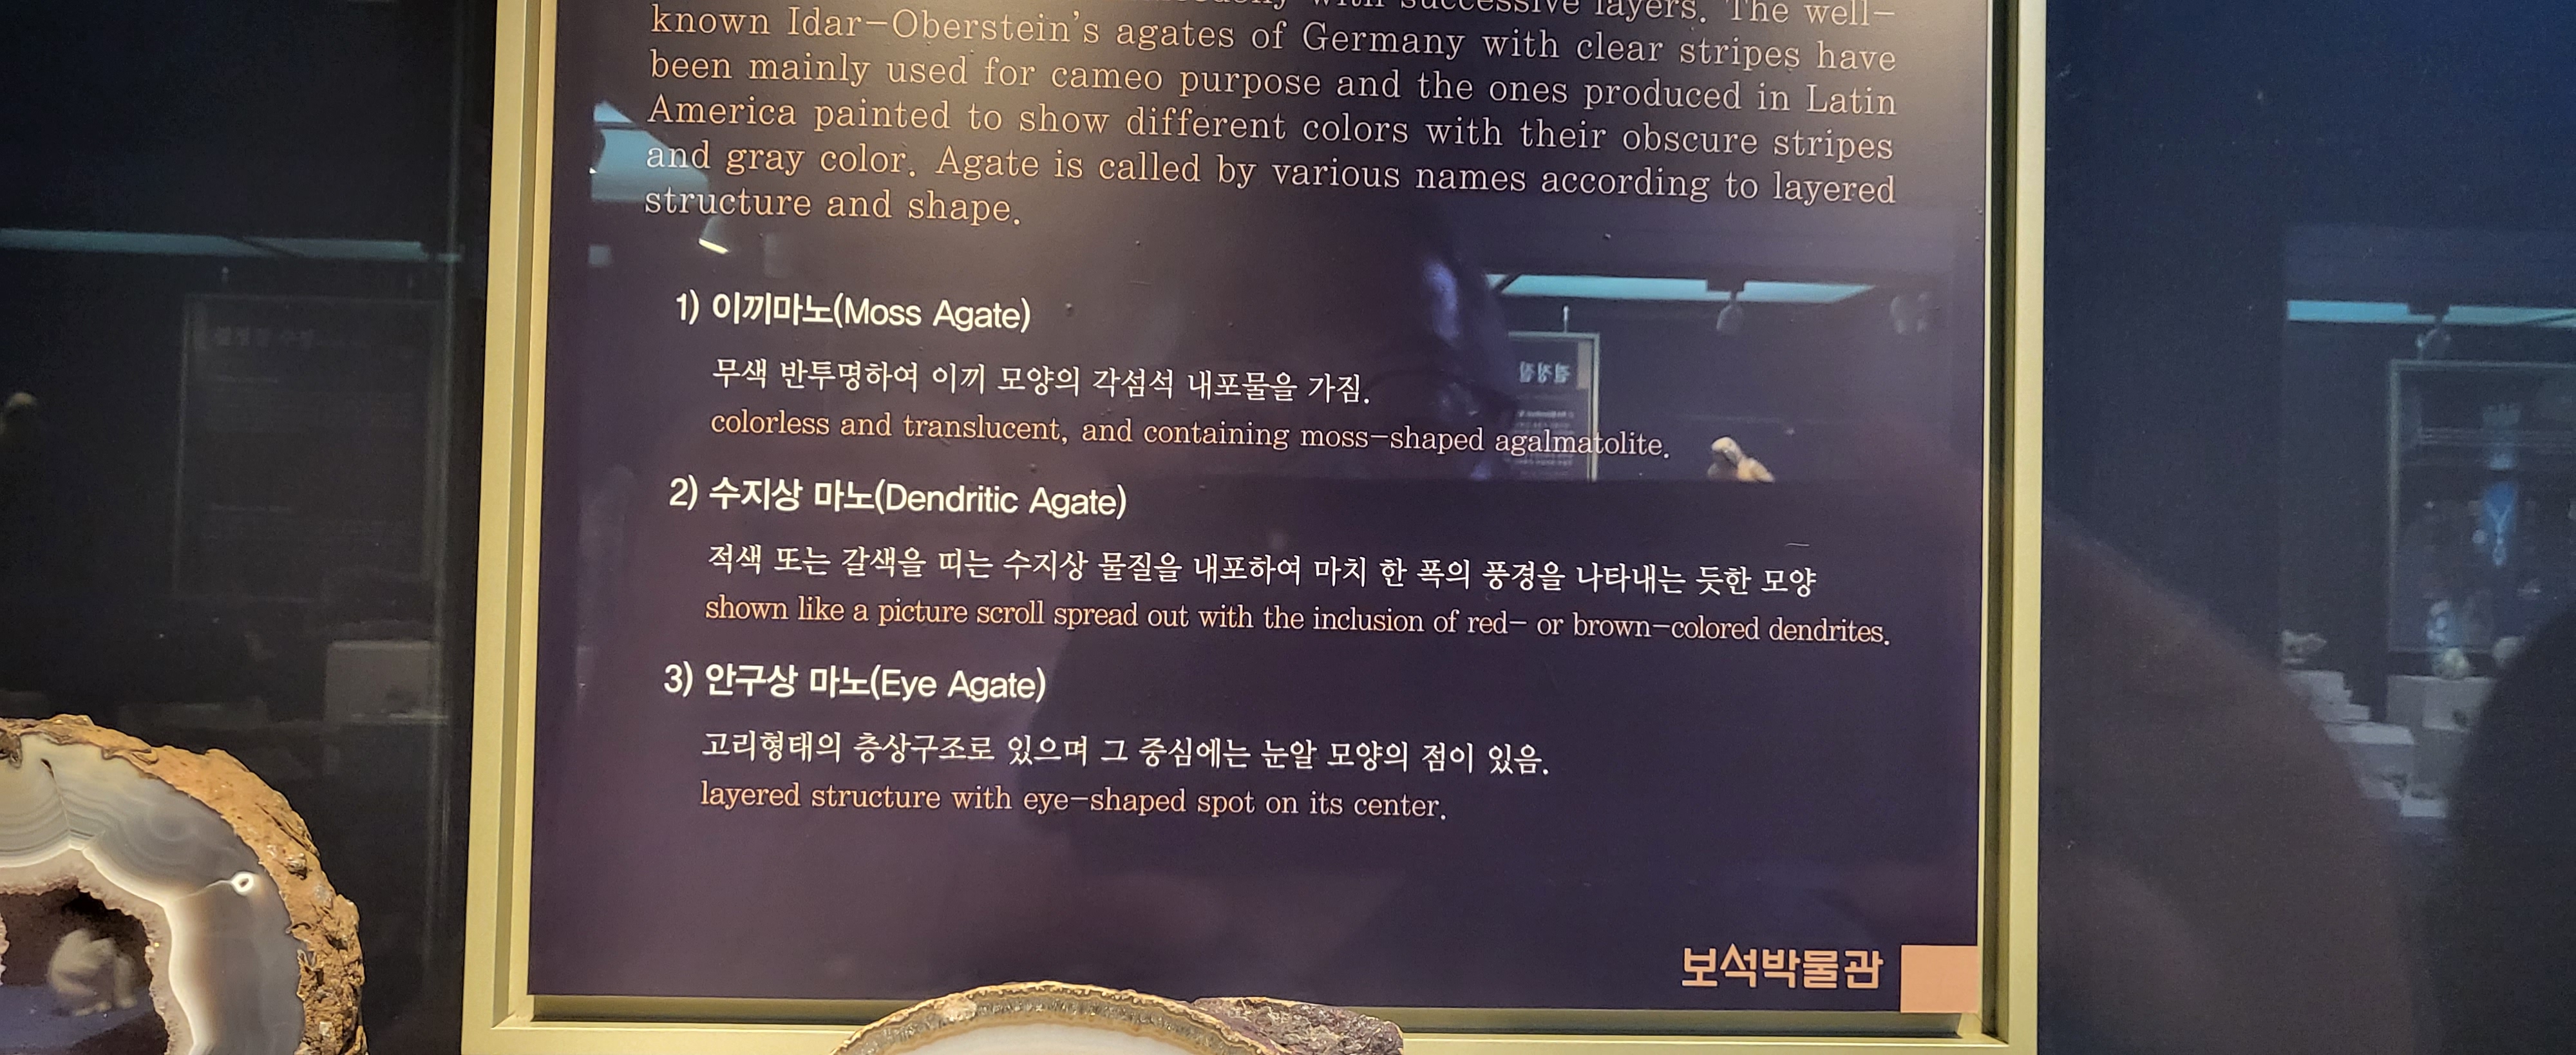 with successive layers. The well-
known Idar-Oberstein's agates of Germany with clear stripes have
been mainly used for cameo purpose and the ones produced in Latin
America painted to show different colors with their obscure stripes
and gray color. Agate is called by various names according to layered
structure and shape.
1) 이끼마노(Moss Agate)
무색 반투명하여 이끼 모양의 각섬석 내포물을 가짐.
colorless and translucent, and containing moss-shaped agalmatolite.
2) 수지상 마노(Dendritic Agate)
적색 또는 갈색을 띠는 수지상 물질을 내포하여 마치 한 폭의 풍경을 나타내는 듯한 모양
shown like a picture scroll spread out with the inclusion of red- or brown-colored dendrites.
3) 안구상 마노(Eye Agate)
고리형태의 층상구조로 있으며 그 중심에는 눈알 모양의 점이 있음.
layered structure with eye-shaped spot on its center.
보석박물관